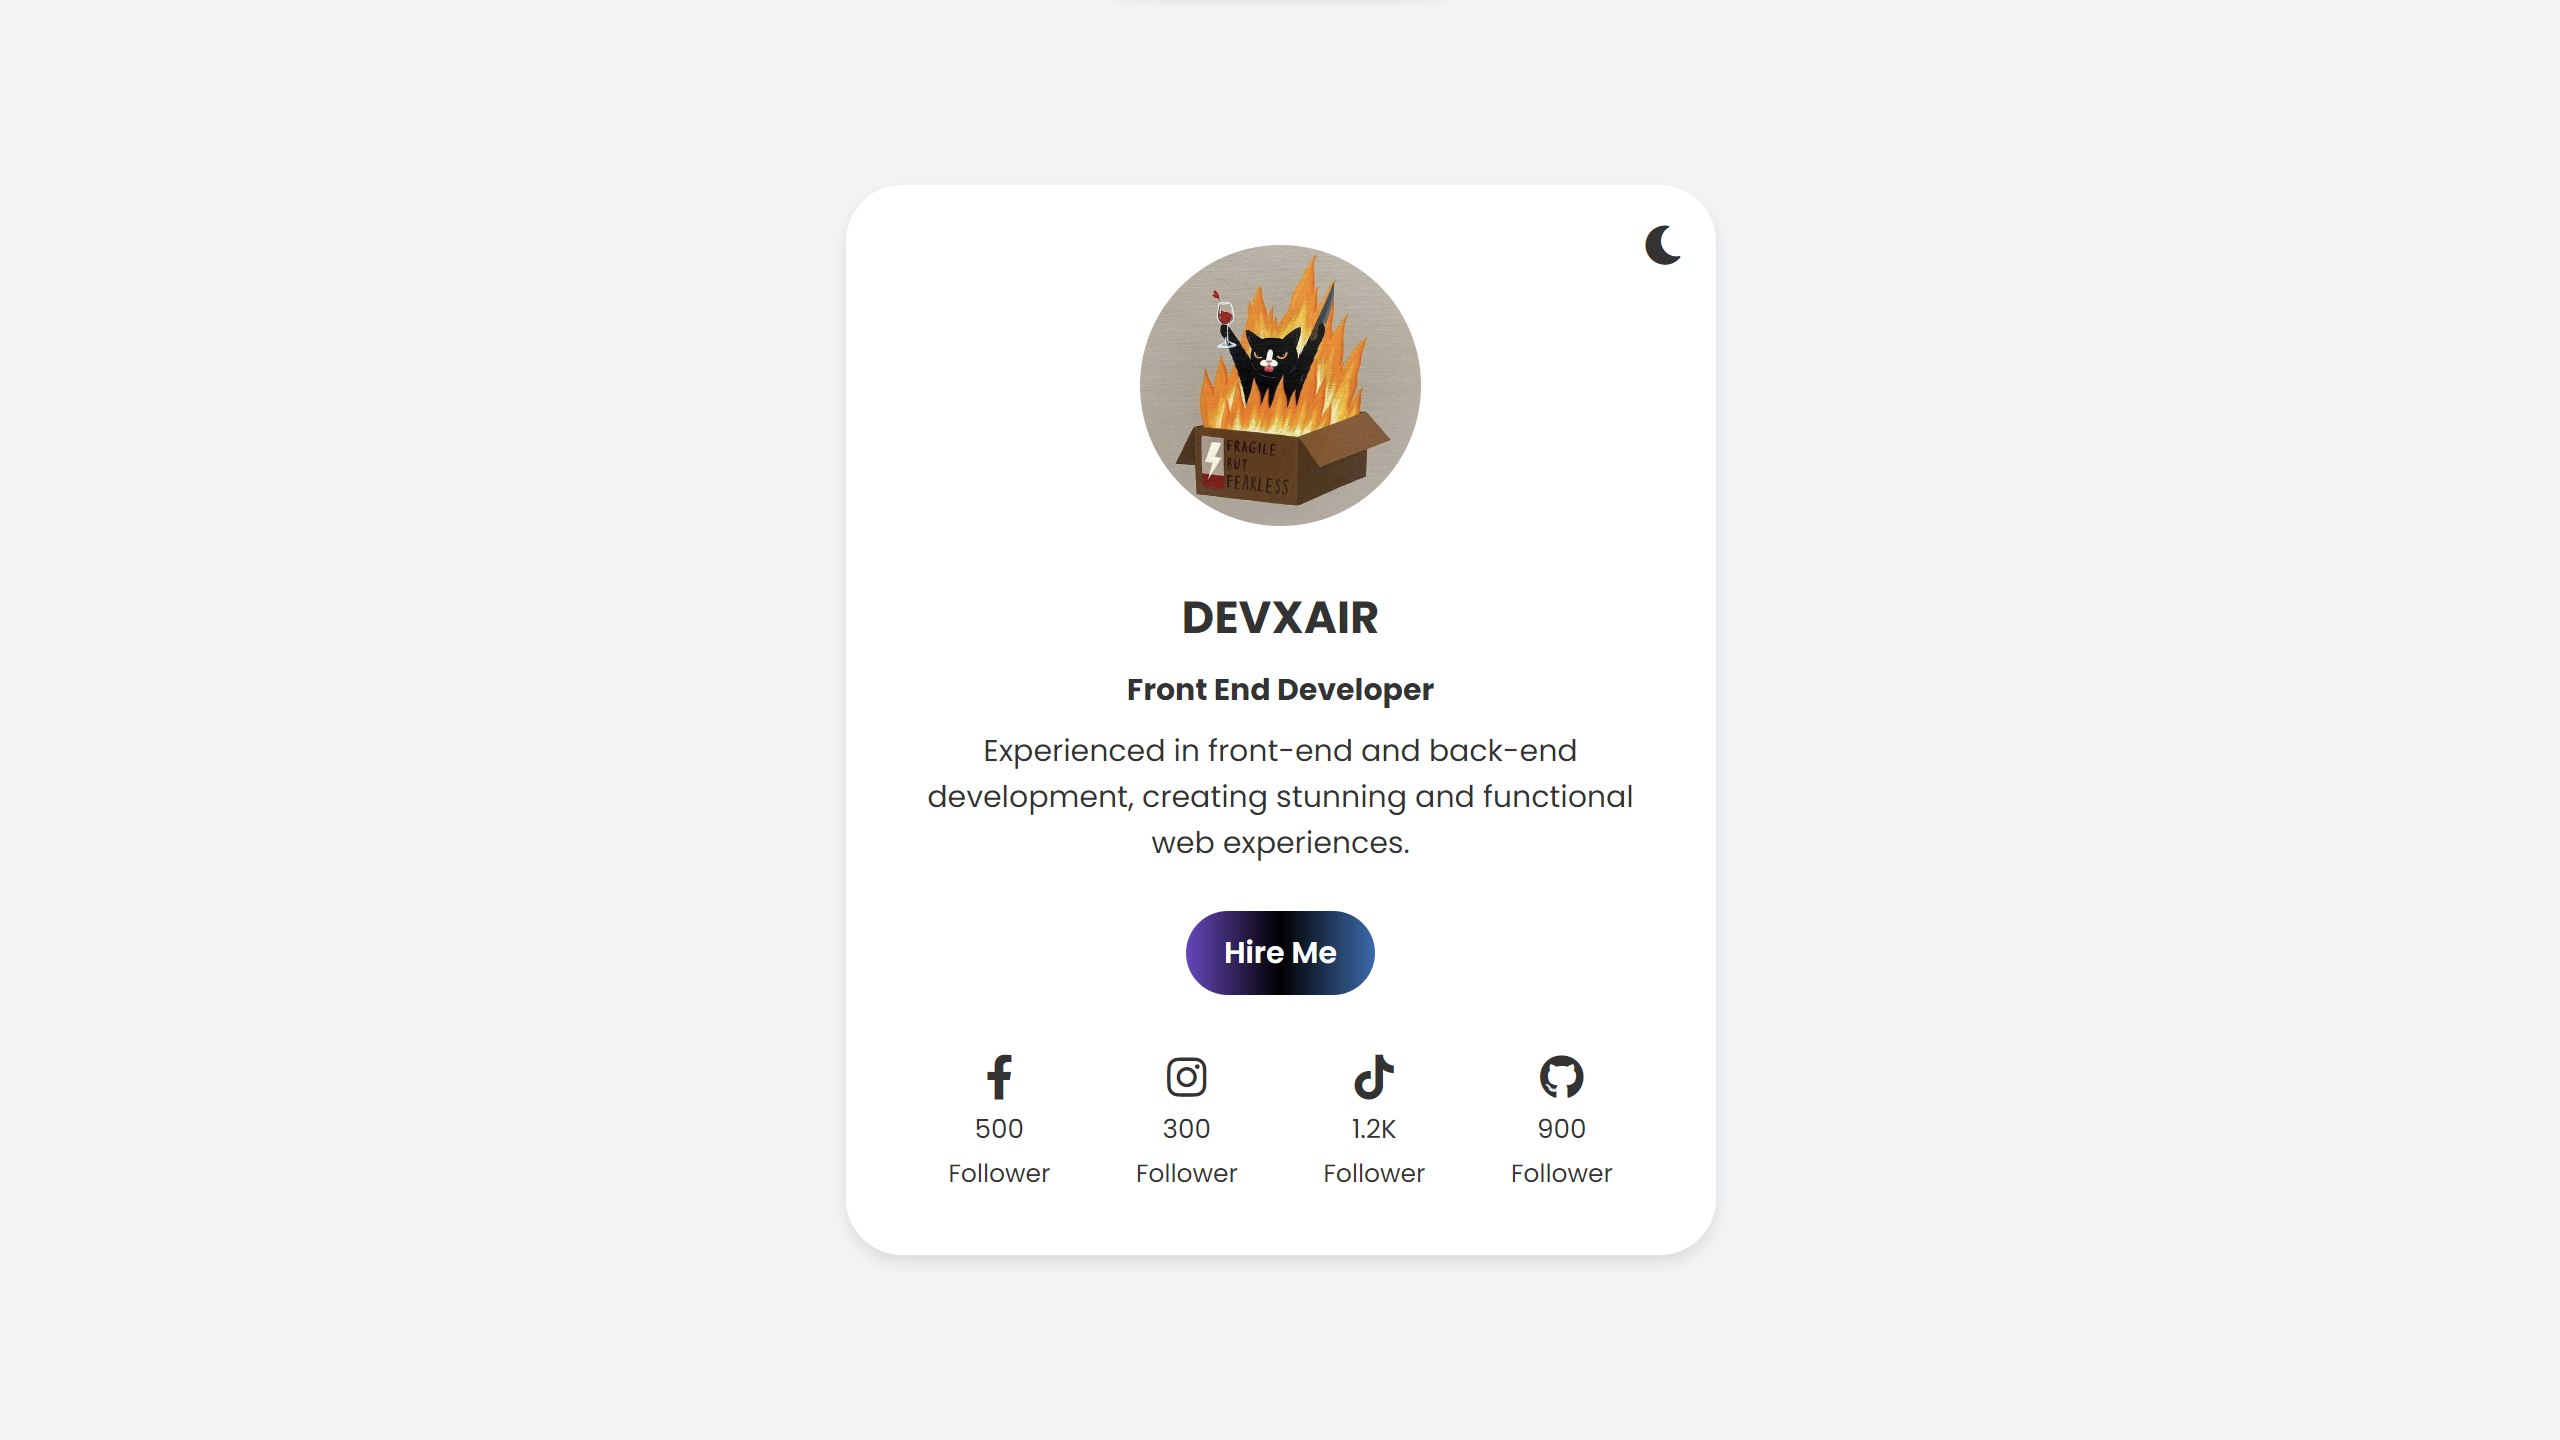 FRAGILE
BUT
FEARLESS
DEVXAIR
Front End Developer
Experienced in front-end and back-end
development, creating stunning and functional
web experiences.
Hire Me
500
Follower
300
Follower
1.2K
Follower
900
Follower